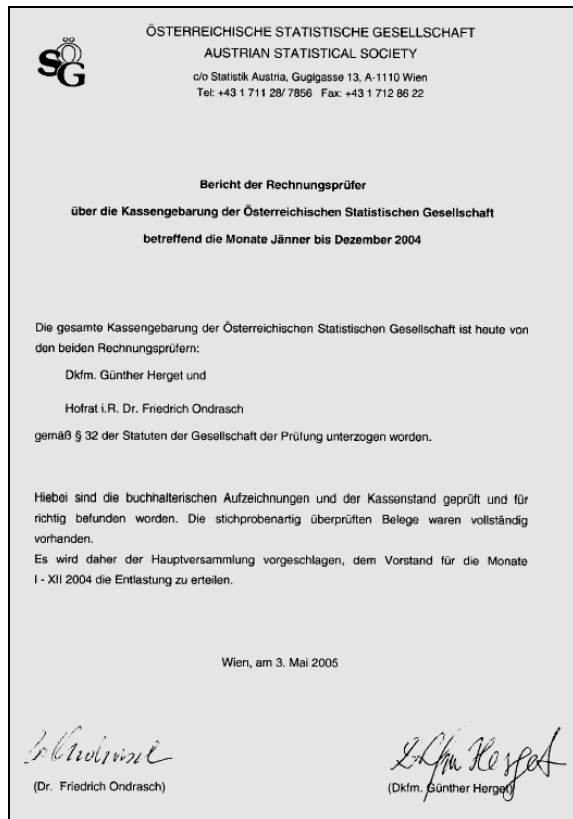 ÖSTERREICHISCHE STATISTISCHE GESELLSCHAFT
AUSTRIAN STATISTICAL SOCIETY
c/o Statistik Austria, Guglgasse 13, A-1110 Wien
Tel: +43 1 711 28/ 7856 Fax: +43 1 712 86 22
ÖSG
Bericht der Rechnungsprüfer
über die Kassengebarung der Österreichischen Statistischen Gesellschaft
betreffend die Monate Jänner bis Dezember 2004
Die gesamte Kassengebarung der Österreichischen Statistischen Gesellschaft ist heute von
den beiden Rechnungsprüfern:
Dkfm. Günther Herget und
Hofrat i.R. Dr. Friedrich Ondrasch
gemäß § 32 der Statuten der Gesellschaft der Prüfung unterzogen worden.
Hiebei sind die buchhalterischen Aufzeichnungen und der Kassenstand geprüft und für
richtig befunden worden. Die stichprobenartig überprüften Belege waren vollständig
vorhanden.
Es wird daher der Hauptversammlung vorgeschlagen, dem Vorstand für die Monate
I - XII 2004 die Entlastung zu erteilen.
Wien, am 3. Mai 2005
Herget
(Dr. Friedrich Ondrasch)
(Dkfm. Günther Herget)